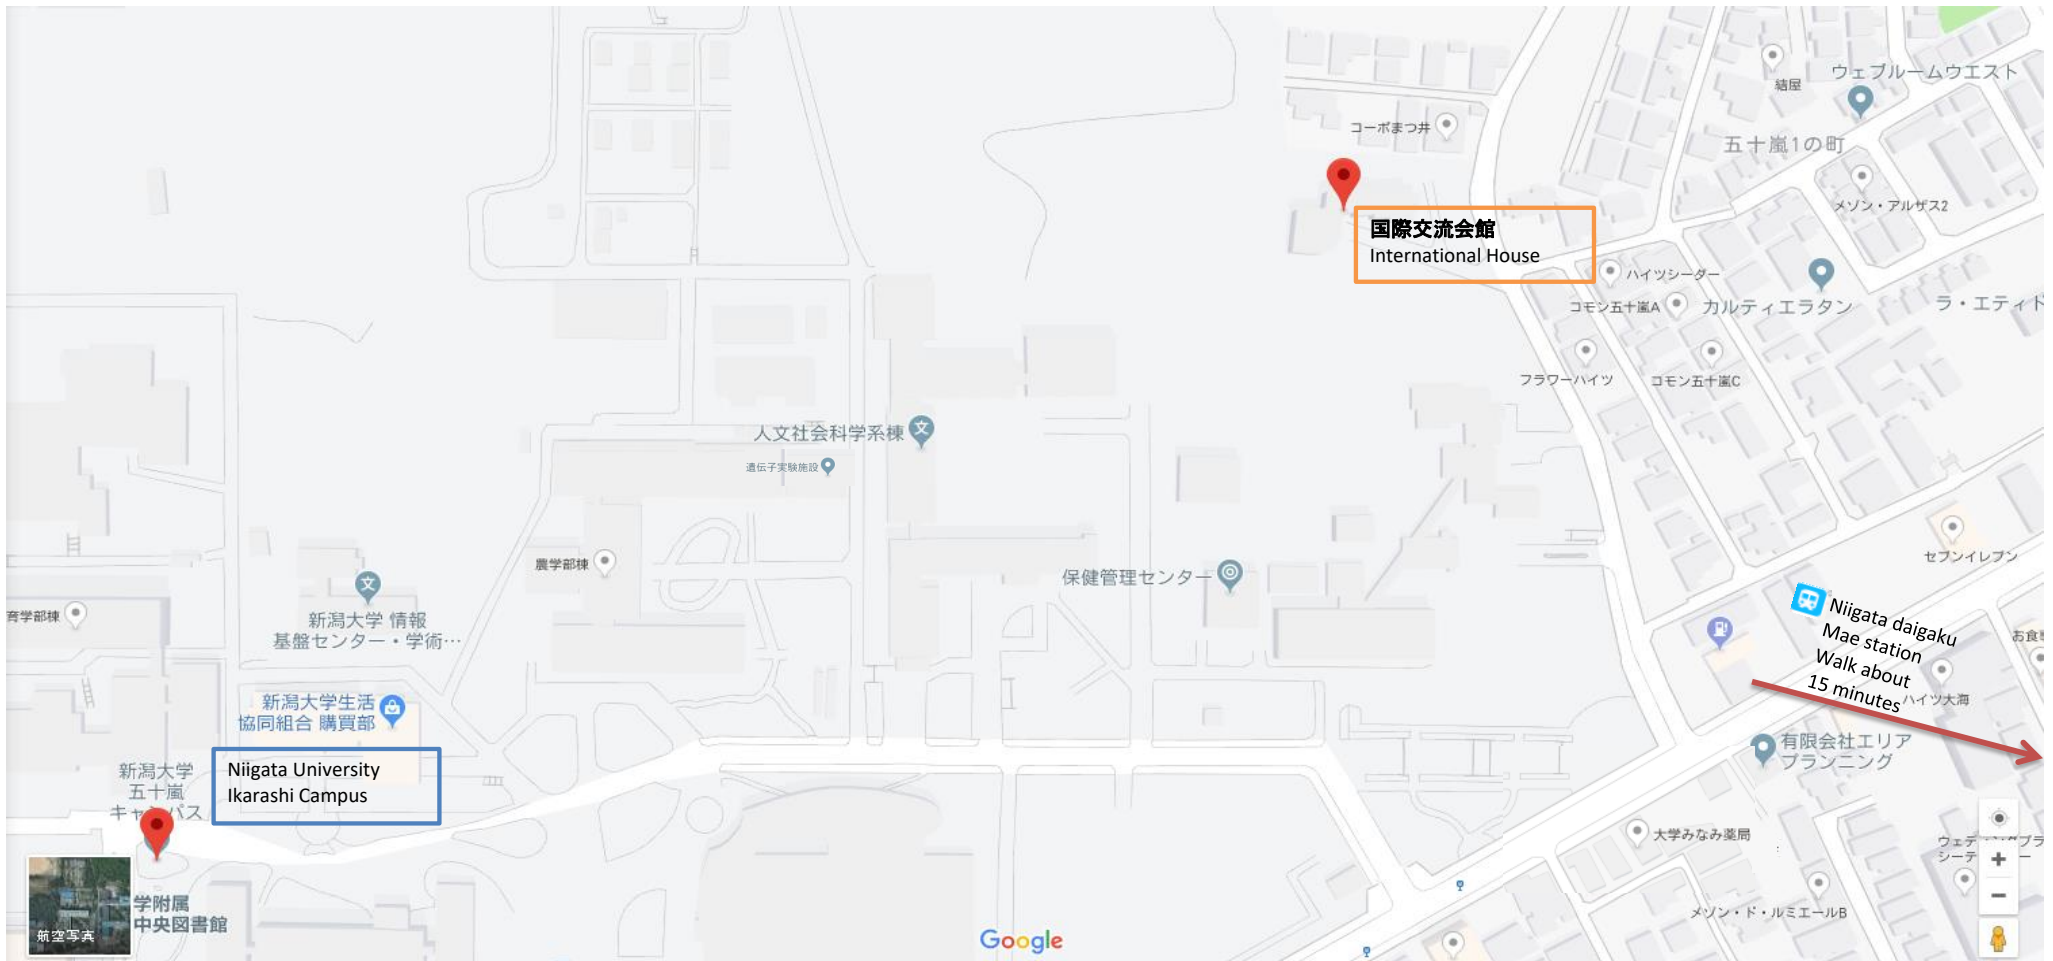 ウェブルームウエスト
結屋
コーポまつ井
五十嵐1の町
メゾン・アルザス2
国際交流会館
International House
ハイツシーダー
コモン五十嵐A
カルティエラタン
ラ・エティト
フラワーハイツ
コモン五十嵐C
人文社会科学系棟
遺伝子実験施設
農学部棟
保健管理センター
セブンイレブン
新潟大学 情報
基盤センター・学術…
育学部棟
Niigata daigaku
Mae station
Walk about
15 minutes
お食事
ハイツ大海
新潟大学生活
協同組合 購買部
有限会社エリア
プランニング
新潟大学
五十嵐
キャンパス
Niigata University
Ikarashi Campus
大学みなみ薬局
学附属
中央図書館
航空写真
メゾン・ド・ルミエールB
Google